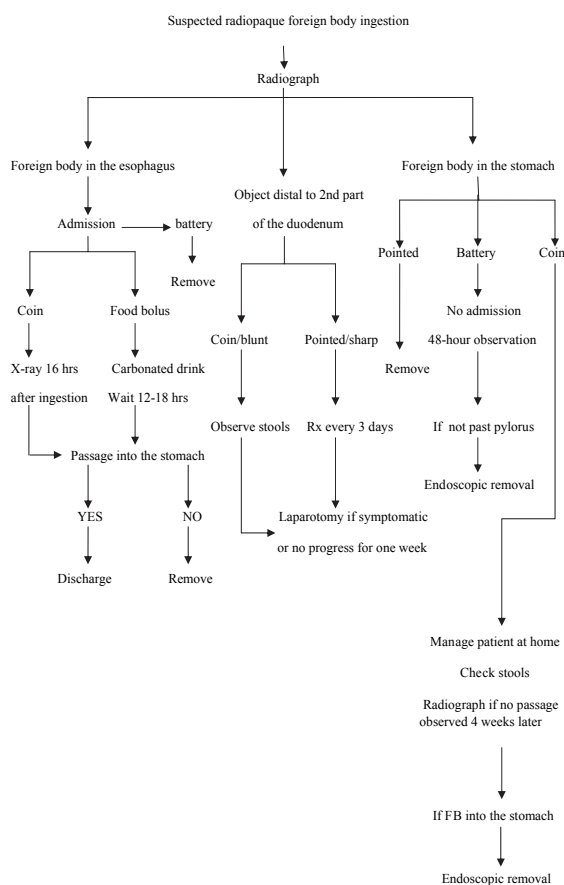 Suspected radiopaque foreign body ingestion
Radiograph
Foreign body in the esophagus
Admission
battery
Remove
Coin
Food bolus
X-ray 16 hrs
after ingestion
Carbonated drink
Wait 12-18 hrs
Passage into the stomach
YES
NO
Discharge
Remove
Object distal to 2nd part
of the duodenum
Coin/blunt
Pointed/sharp
Observe stools
Rx every 3 days
Laparotomy if symptomatic
or no progress for one week
Foreign body in the stomach
Pointed
Battery
Coin
Remove
No admission
48-hour observation
If not past pylorus
Endoscopic removal
Manage patient at home
Check stools
Radiograph if no passage
observed 4 weeks later
If FB into the stomach
Endoscopic removal